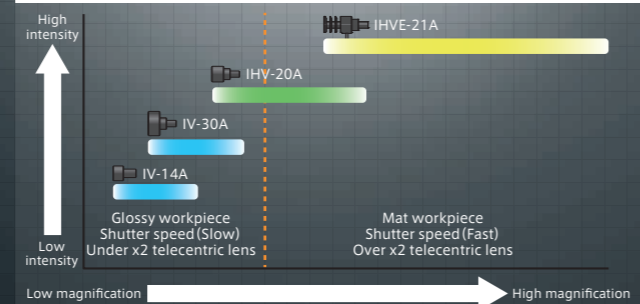 High
intensity
IHVE-21A
IHV-20A
IV-30A
IV-14A
Glossy workpiece
Shutter speed (Slow)
Under x2 telecentric lens
Mat workpiece
Shutter speed (Fast)
Over x2 telecentric lens
Low
intensity
Low magnification
High magnification